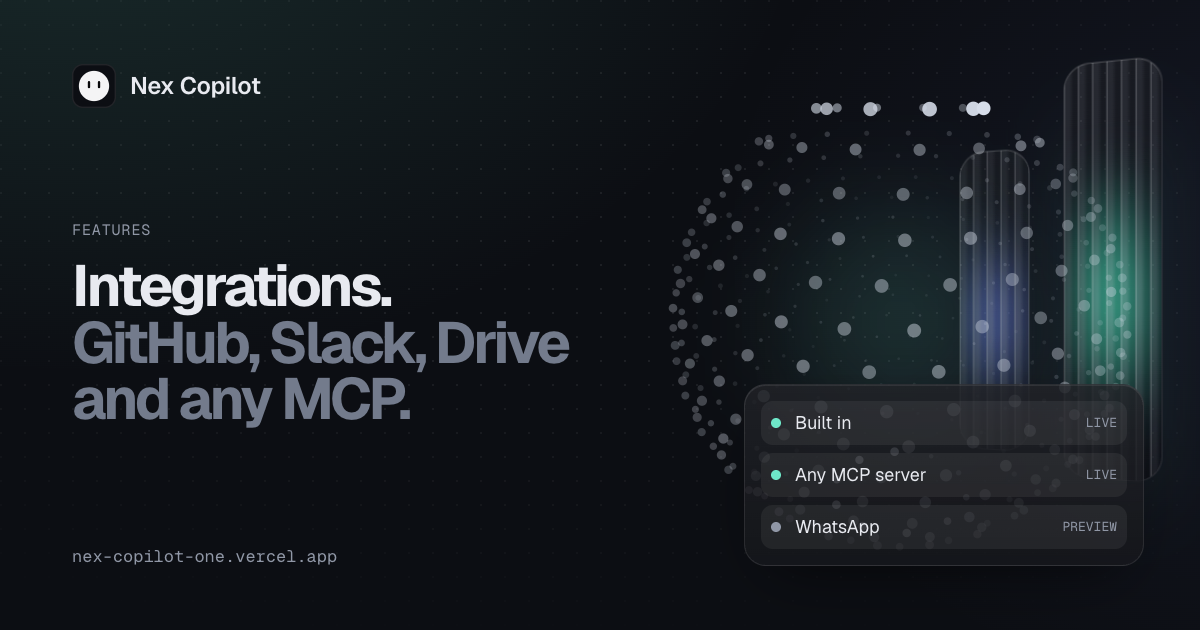 Nex Copilot
FEATURES
Integrations.
GitHub, Slack, Drive
and any MCP.
Built in LIVE
Any MCP server LIVE
WhatsApp PREVIEW
nex-copilot-one.vercel.app